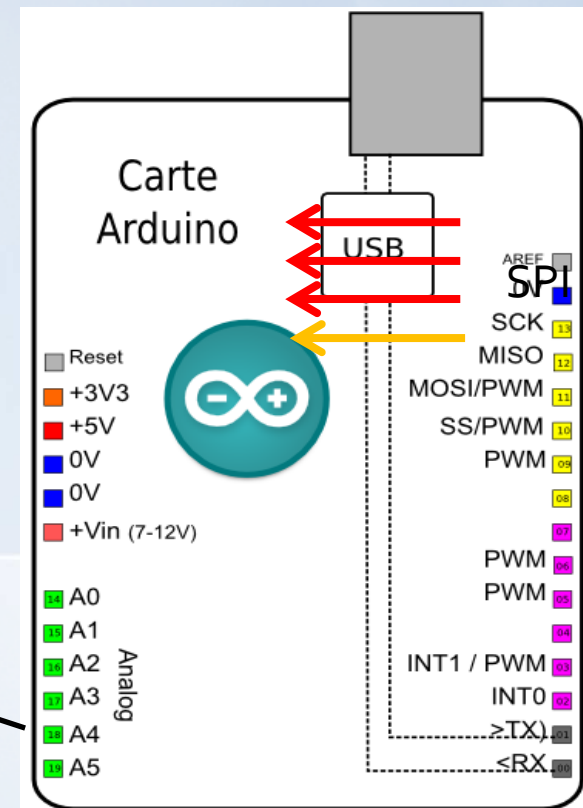 Carte
Arduino
USB
AREF
0V
SPI
SCK 13
MISO 12
MOSI/PWM 11
SS/PWM 10
PWM 09
08
07
PWM 06
PWM 05
04
INT1 / PWM 03
INT0 02
>TX) 01
<RX 00
Reset
+3V3
+5V
0V
0V
+Vin (7-12V)
14 A0
15 A1
16 A2
17 A3
18 A4
19 A5
Analog